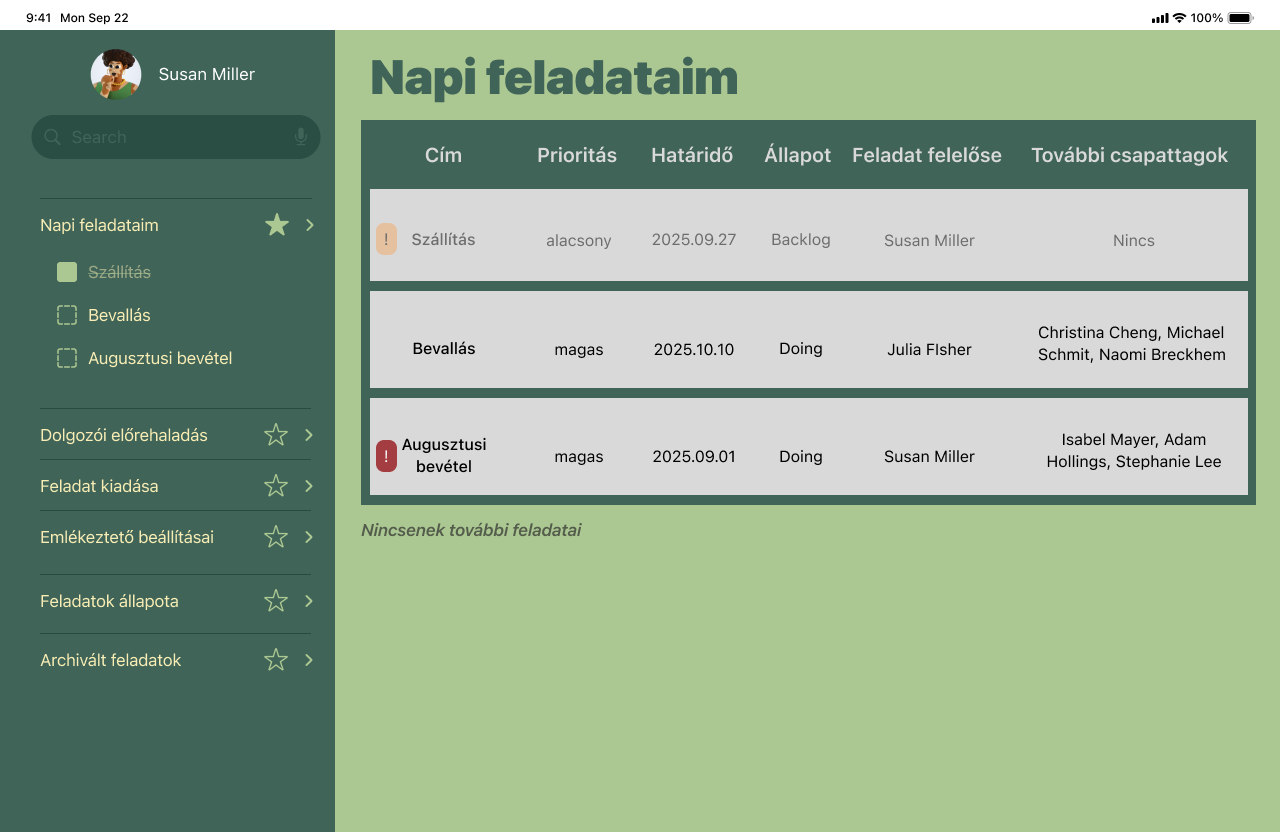 9:41 Mon Sep 22
100%
Susan Miller
Search
Napi feladataim
Szállítás
Bevallás
Augusztusi bevétel
Dolgozói előrehaladás
Feladat kiadása
Emlékeztető beállításai
Feladatok állapota
Archivált feladatok
Napi feladataim
Cím Prioritás Határidő Állapot Feladat felelőse További csapattagok
! Szállítás alacsony 2025.09.27 Backlog Susan Miller Nincs
Bevallás magas 2025.10.10 Doing Julia FIsher Christina Cheng, Michael
Schmit, Naomi Breckhem
! Augusztusi
bevétel magas 2025.09.01 Doing Susan Miller Isabel Mayer, Adam
Hollings, Stephanie Lee
Nincsenek további feladatai